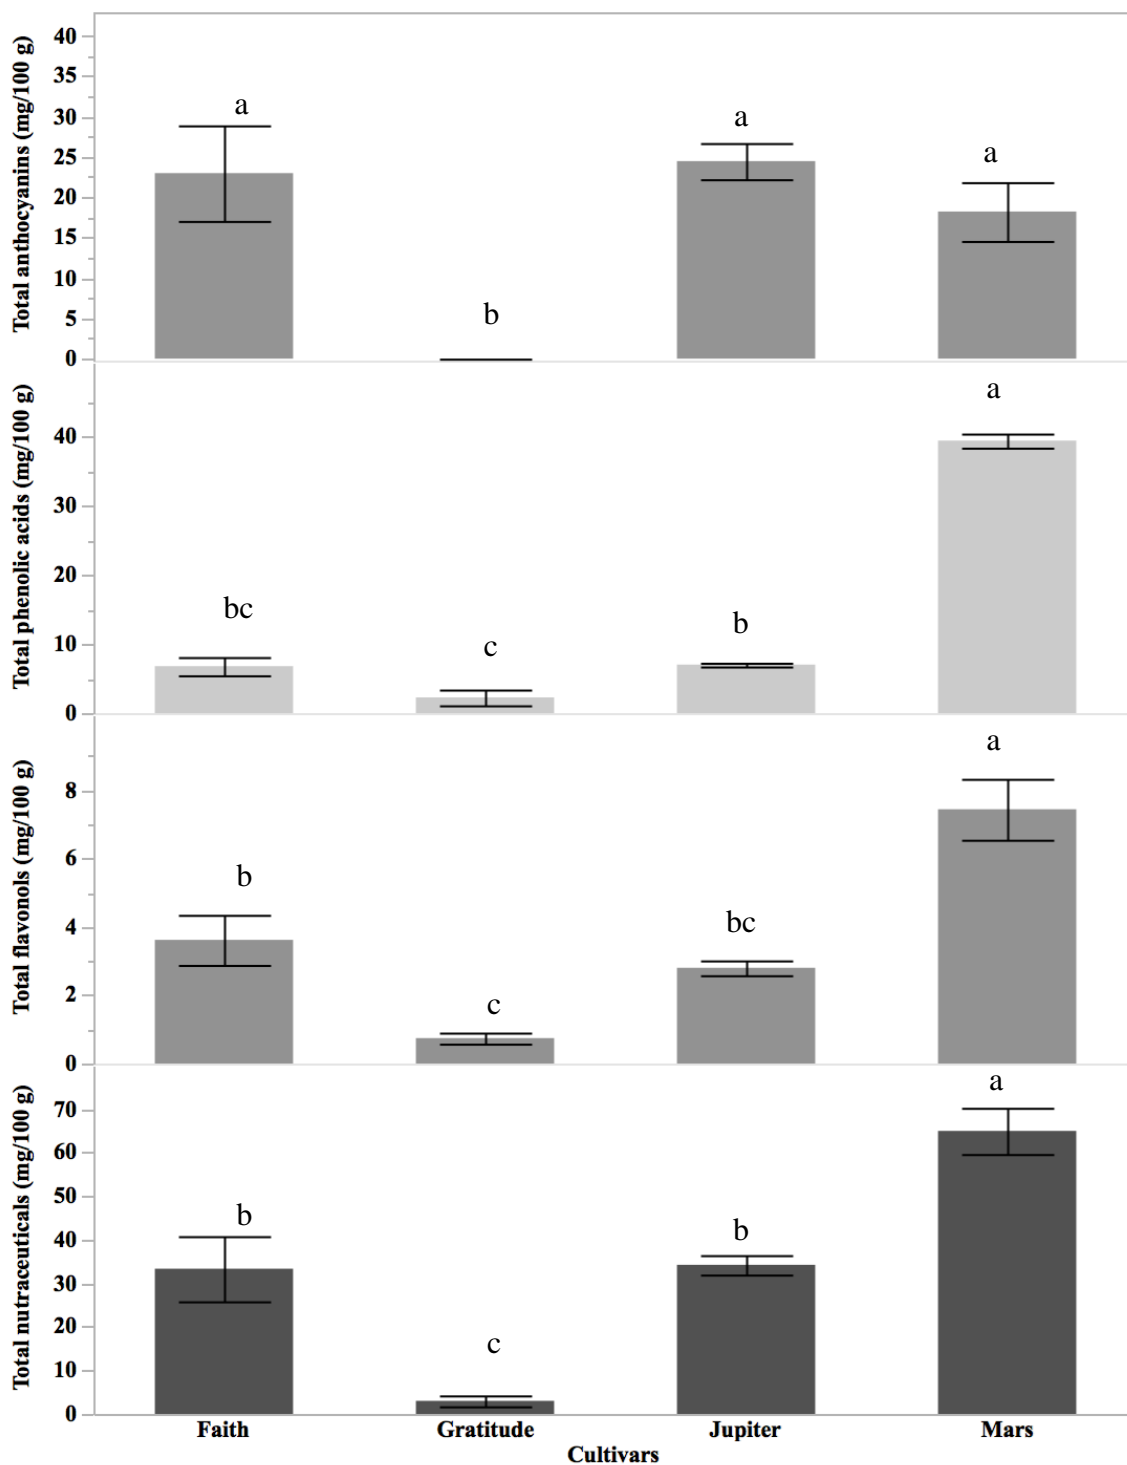 Total anthocyanins (mg/100 g)
40
35
30
25
20
15
10
5
0
a
b
a
a
Total phenolic acids (mg/100 g)
40
30
20
10
0
bc
c
b
a
Total flavonols (mg/100 g)
8
6
4
2
0
b
c
bc
a
Total nutraceuticals (mg/100 g)
70
60
50
40
30
20
10
0
b
c
b
a
Faith Gratitude Jupiter Mars
Cultivars